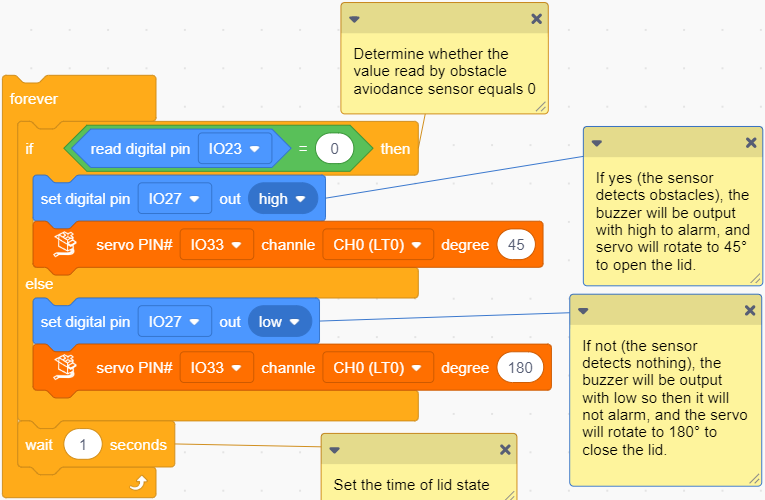 Determine whether the
value read by obstacle
aviodance sensor equals 0
forever
if read digital pin IO23 = 0 then
set digital pin IO27 out high
servo PIN# IO33 channle CH0 (LT0) degree 45
If yes (the sensor
detects obstacles), the
buzzer will be output
with high to alarm, and
servo will rotate to 45°
to open the lid.
else
set digital pin IO27 out low
servo PIN# IO33 channle CH0 (LT0) degree 180
If not (the sensor
detects nothing), the
buzzer will be output
with low so then it will
not alarm, and the servo
will rotate to 180° to
close the lid.
wait 1 seconds
Set the time of lid state